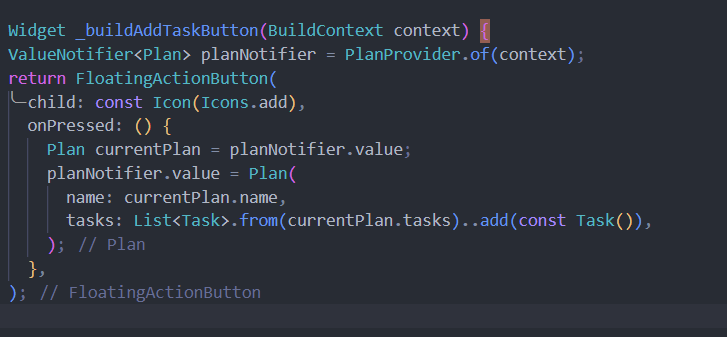 Widget _buildAddTaskButton(BuildContext context) {
ValueNotifier<Plan> planNotifier = PlanProvider.of(context);
return FloatingActionButton(
child: const Icon(Icons.add),
onPressed: () {
Plan currentPlan = planNotifier.value;
planNotifier.value = Plan(
name: currentPlan.name,
tasks: List<Task>.from(currentPlan.tasks)..add(const Task()),
); // Plan
},
); // FloatingActionButton